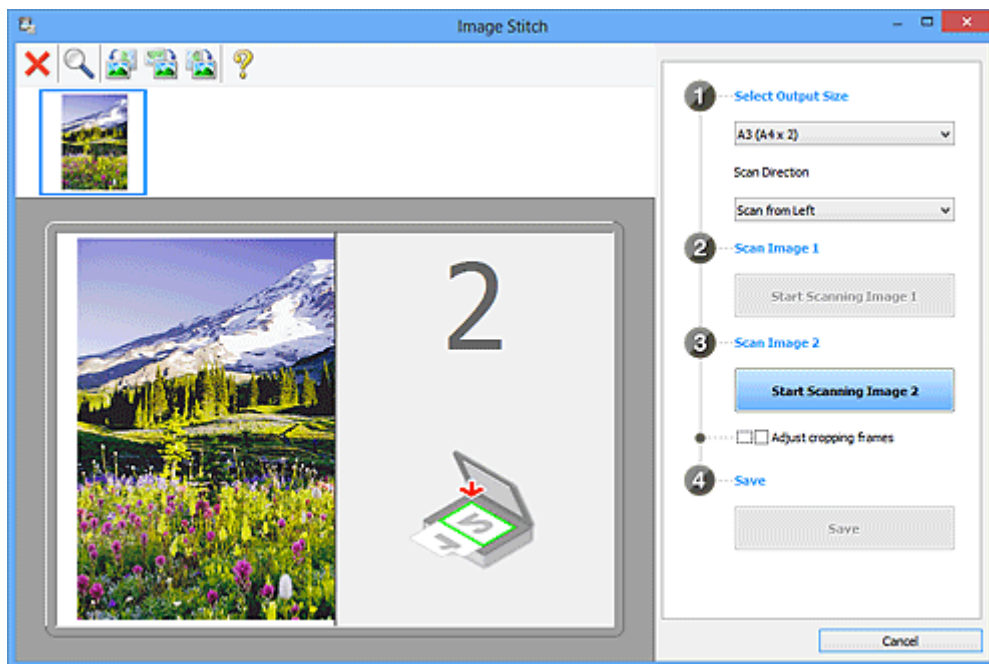 Image Stitch
1
Select Output Size
A3 (A4 x 2)
Scan Direction
Scan from Left
2
Scan Image 1
Start Scanning Image 1
3
Scan Image 2
Start Scanning Image 2
Adjust cropping frames
4
Save
Save
Cancel
2